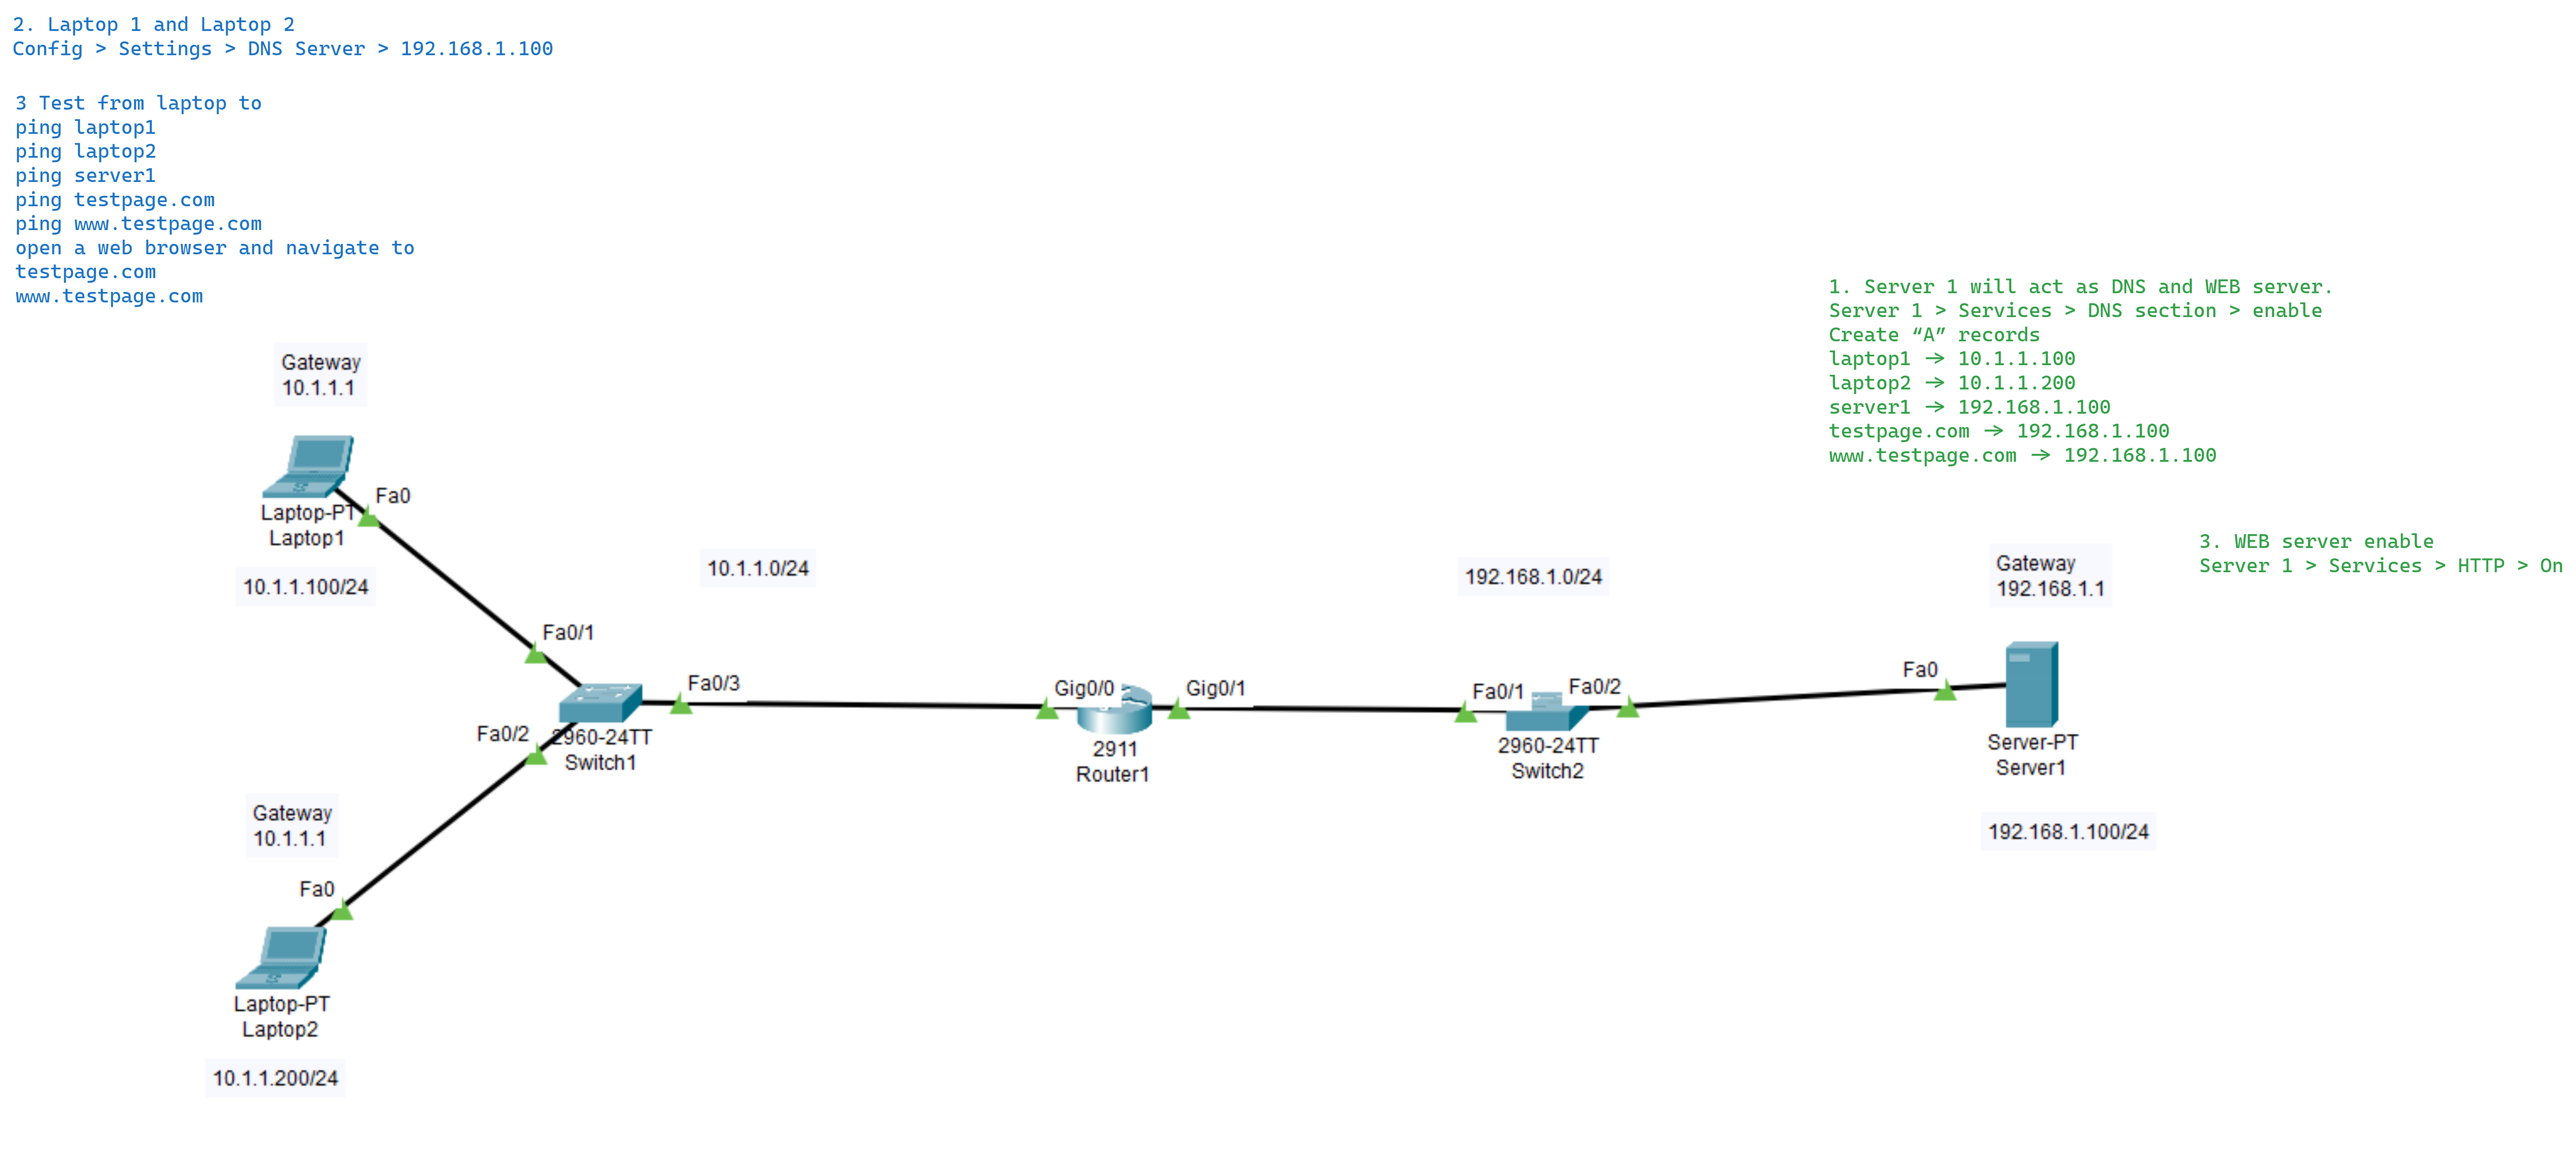 2. Laptop 1 and Laptop 2
Config > Settings > DNS Server > 192.168.1.100
3 Test from laptop to
ping laptop1
ping laptop2
ping server1
ping testpage.com
ping www.testpage.com
open a web browser and navigate to
testpage.com
www.testpage.com
1. Server 1 will act as DNS and WEB server.
Server 1 > Services > DNS section > enable
Create “A” records
laptop1 → 10.1.1.100
laptop2 → 10.1.1.200
server1 → 192.168.1.100
testpage.com → 192.168.1.100
www.testpage.com → 192.168.1.100
3. WEB server enable
Server 1 > Services > HTTP > On
Gateway
10.1.1.1
Fa0
Laptop-PT
Laptop1
10.1.1.100/24
10.1.1.0/24
192.168.1.0/24
Gateway
192.168.1.1
Fa0/1
Fa0/3
Gig0/0
Gig0/1
Fa0/1
Fa0/2
Fa0
Fa0/2
2960-24TT
Switch1
2911
Router1
2960-24TT
Switch2
Server-PT
Server1
192.168.1.100/24
Gateway
10.1.1.1
Fa0
Laptop-PT
Laptop2
10.1.1.200/24